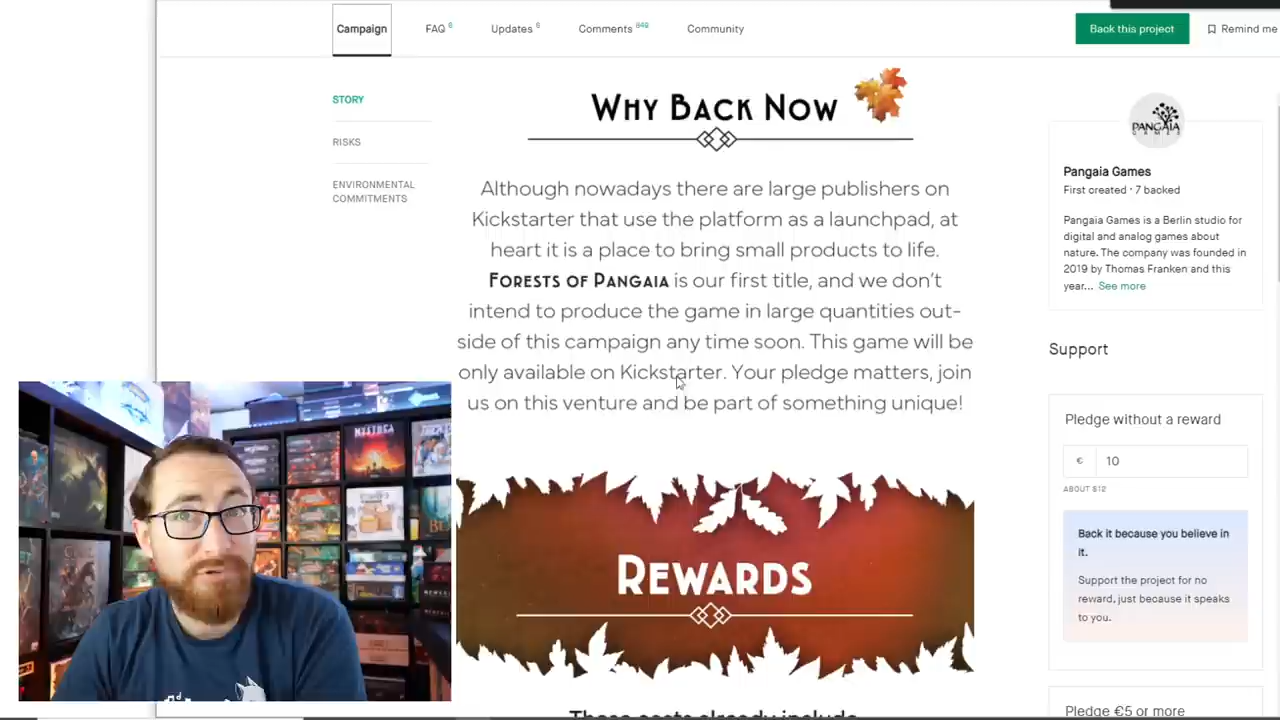 Campaign
FAQ 6
Updates 6
Comments 649
Community
Back this project
Remind me
STORY
RISKS
ENVIRONMENTAL
COMMITMENTS
WHY BACK NOW
Although nowadays there are large publishers on
Kickstarter that use the platform as a launchpad, at
heart it is a place to bring small products to life.
FORESTS OF PANGAIA is our first title, and we don't
intend to produce the game in large quantities out-
side of this campaign any time soon. This game will be
only available on Kickstarter. Your pledge matters, join
us on this venture and be part of something unique!
REWARDS
PANGAIA
GAMES
Pangaia Games
First created · 7 backed
Pangaia Games is a Berlin studio for
digital and analog games about
nature. The company was founded in
2019 by Thomas Franken and this
year... See more
Support
Pledge without a reward
€ 10
ABOUT $12
Back it because you believe in
it.
Support the project for no
reward, just because it speaks
to you.
Pledge €5 or more
These costs already include
MYSTHEA